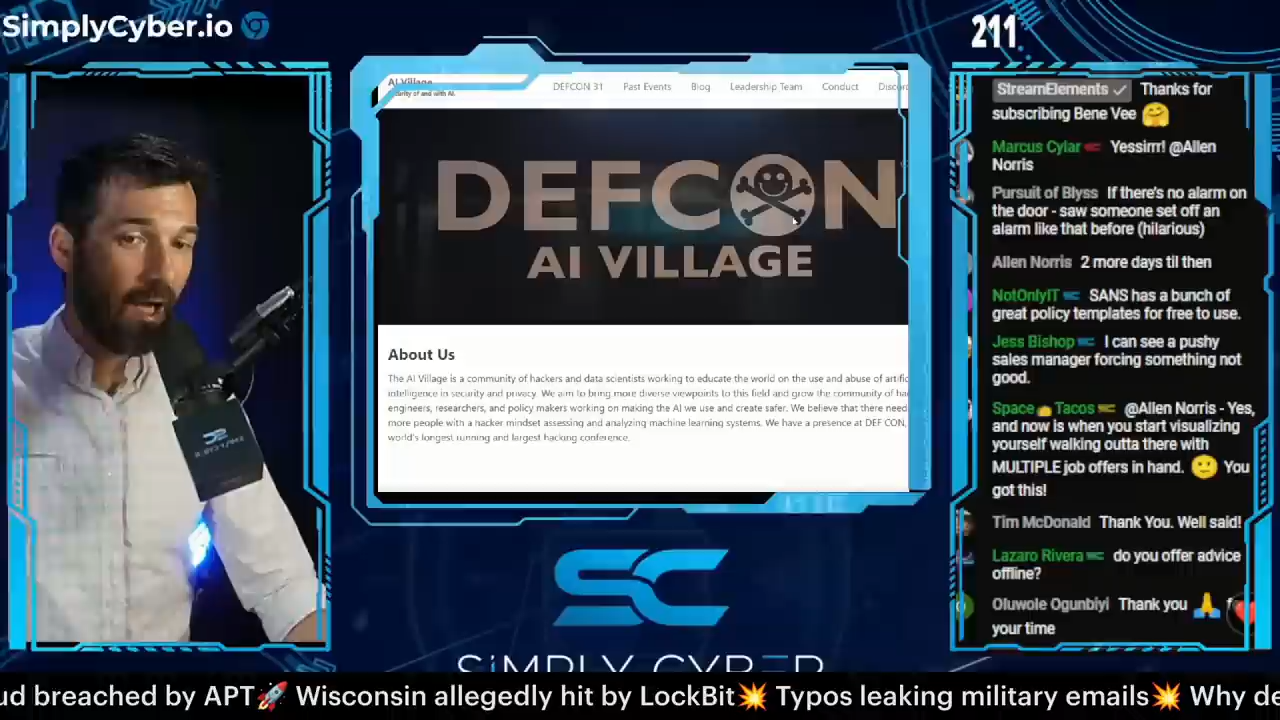 SimplyCyber.io
211
AI Village
DEFCON 31 Past Events Blog Leadership Team Conduct Discord
DEFCON
AI VILLAGE
About Us
The AI Village is a community of hackers and data scientists working to educate the world on the use and abuse of
intelligence in security and privacy. We aim to bring more diverse viewpoints to this field and grow the community of
engineers, researchers, and policy makers working on making the AI we use and create safer. We believe that there need
more people with a hacker mindset assessing and analyzing machine learning systems. We have a presence at DEF CON,
world's longest running and largest hacking conference.
StreamElements Thanks for
subscribing Bene Vee
Marcus Cylar Yessirrr! @Allen
Norris
Pursuit of Blyss If there's no alarm on
the door - saw someone set off an
alarm like that before (hilarious)
Allen Norris 2 more days til then
NotOnlyIT SANS has a bunch of
great policy templates for free to use.
Jess Bishop I can see a pushy
sales manager forcing something not
good.
Space Tacos @Allen Norris - Yes,
and now is when you start visualizing
yourself walking outta there with
MULTIPLE job offers in hand. You
got this!
Tim McDonald Thank You. Well said!
Lazaro Rivera do you offer advice
offline?
Oluwole Ogunbiyi Thank you
your time
SC
SIMPLY CYBER
ud breached by APT🚀 Wisconsin allegedly hit by LockBit💥 Typos leaking military emails💥 Why de